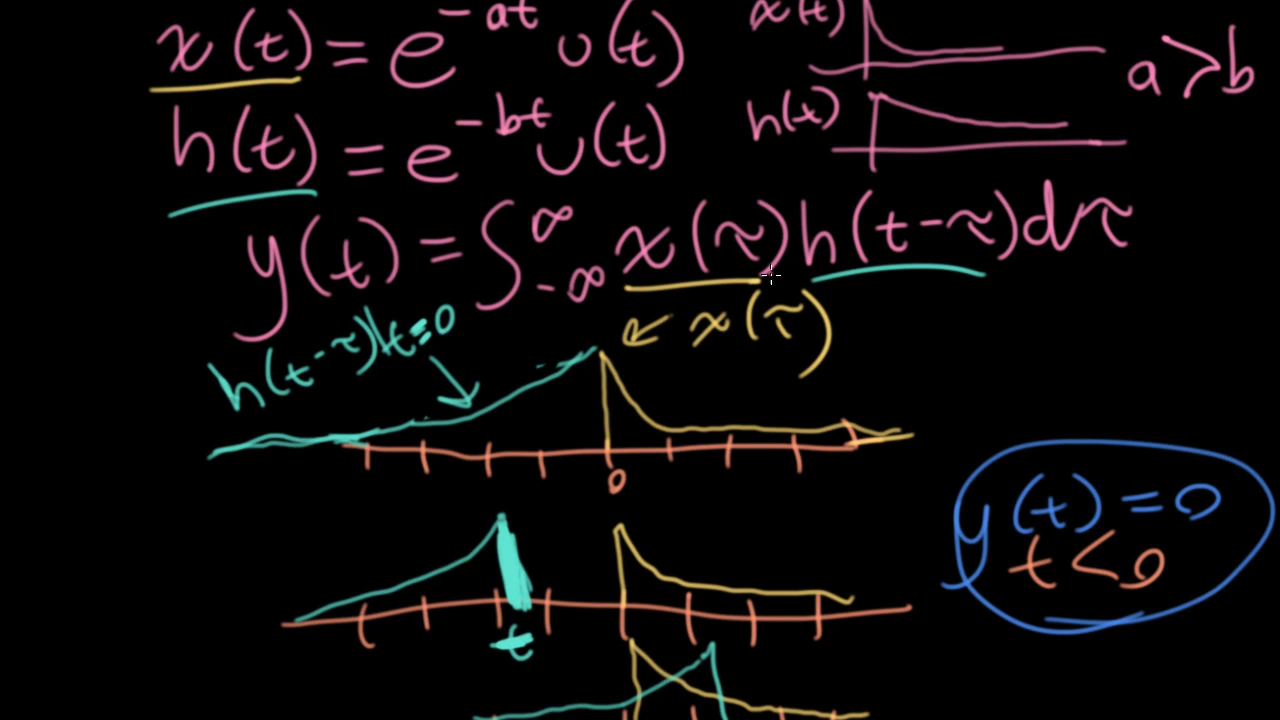 x(t) = e^{-at} u(t)
x(t)
a > b
h(t) = e^{-bt} u(t)
h(t)
y(t) = ∫_{-∞}^{∞} x(τ) h(t-τ) dτ
h(t-τ)|t=0
x(τ)
0
y(t) = 0
t < 0
t